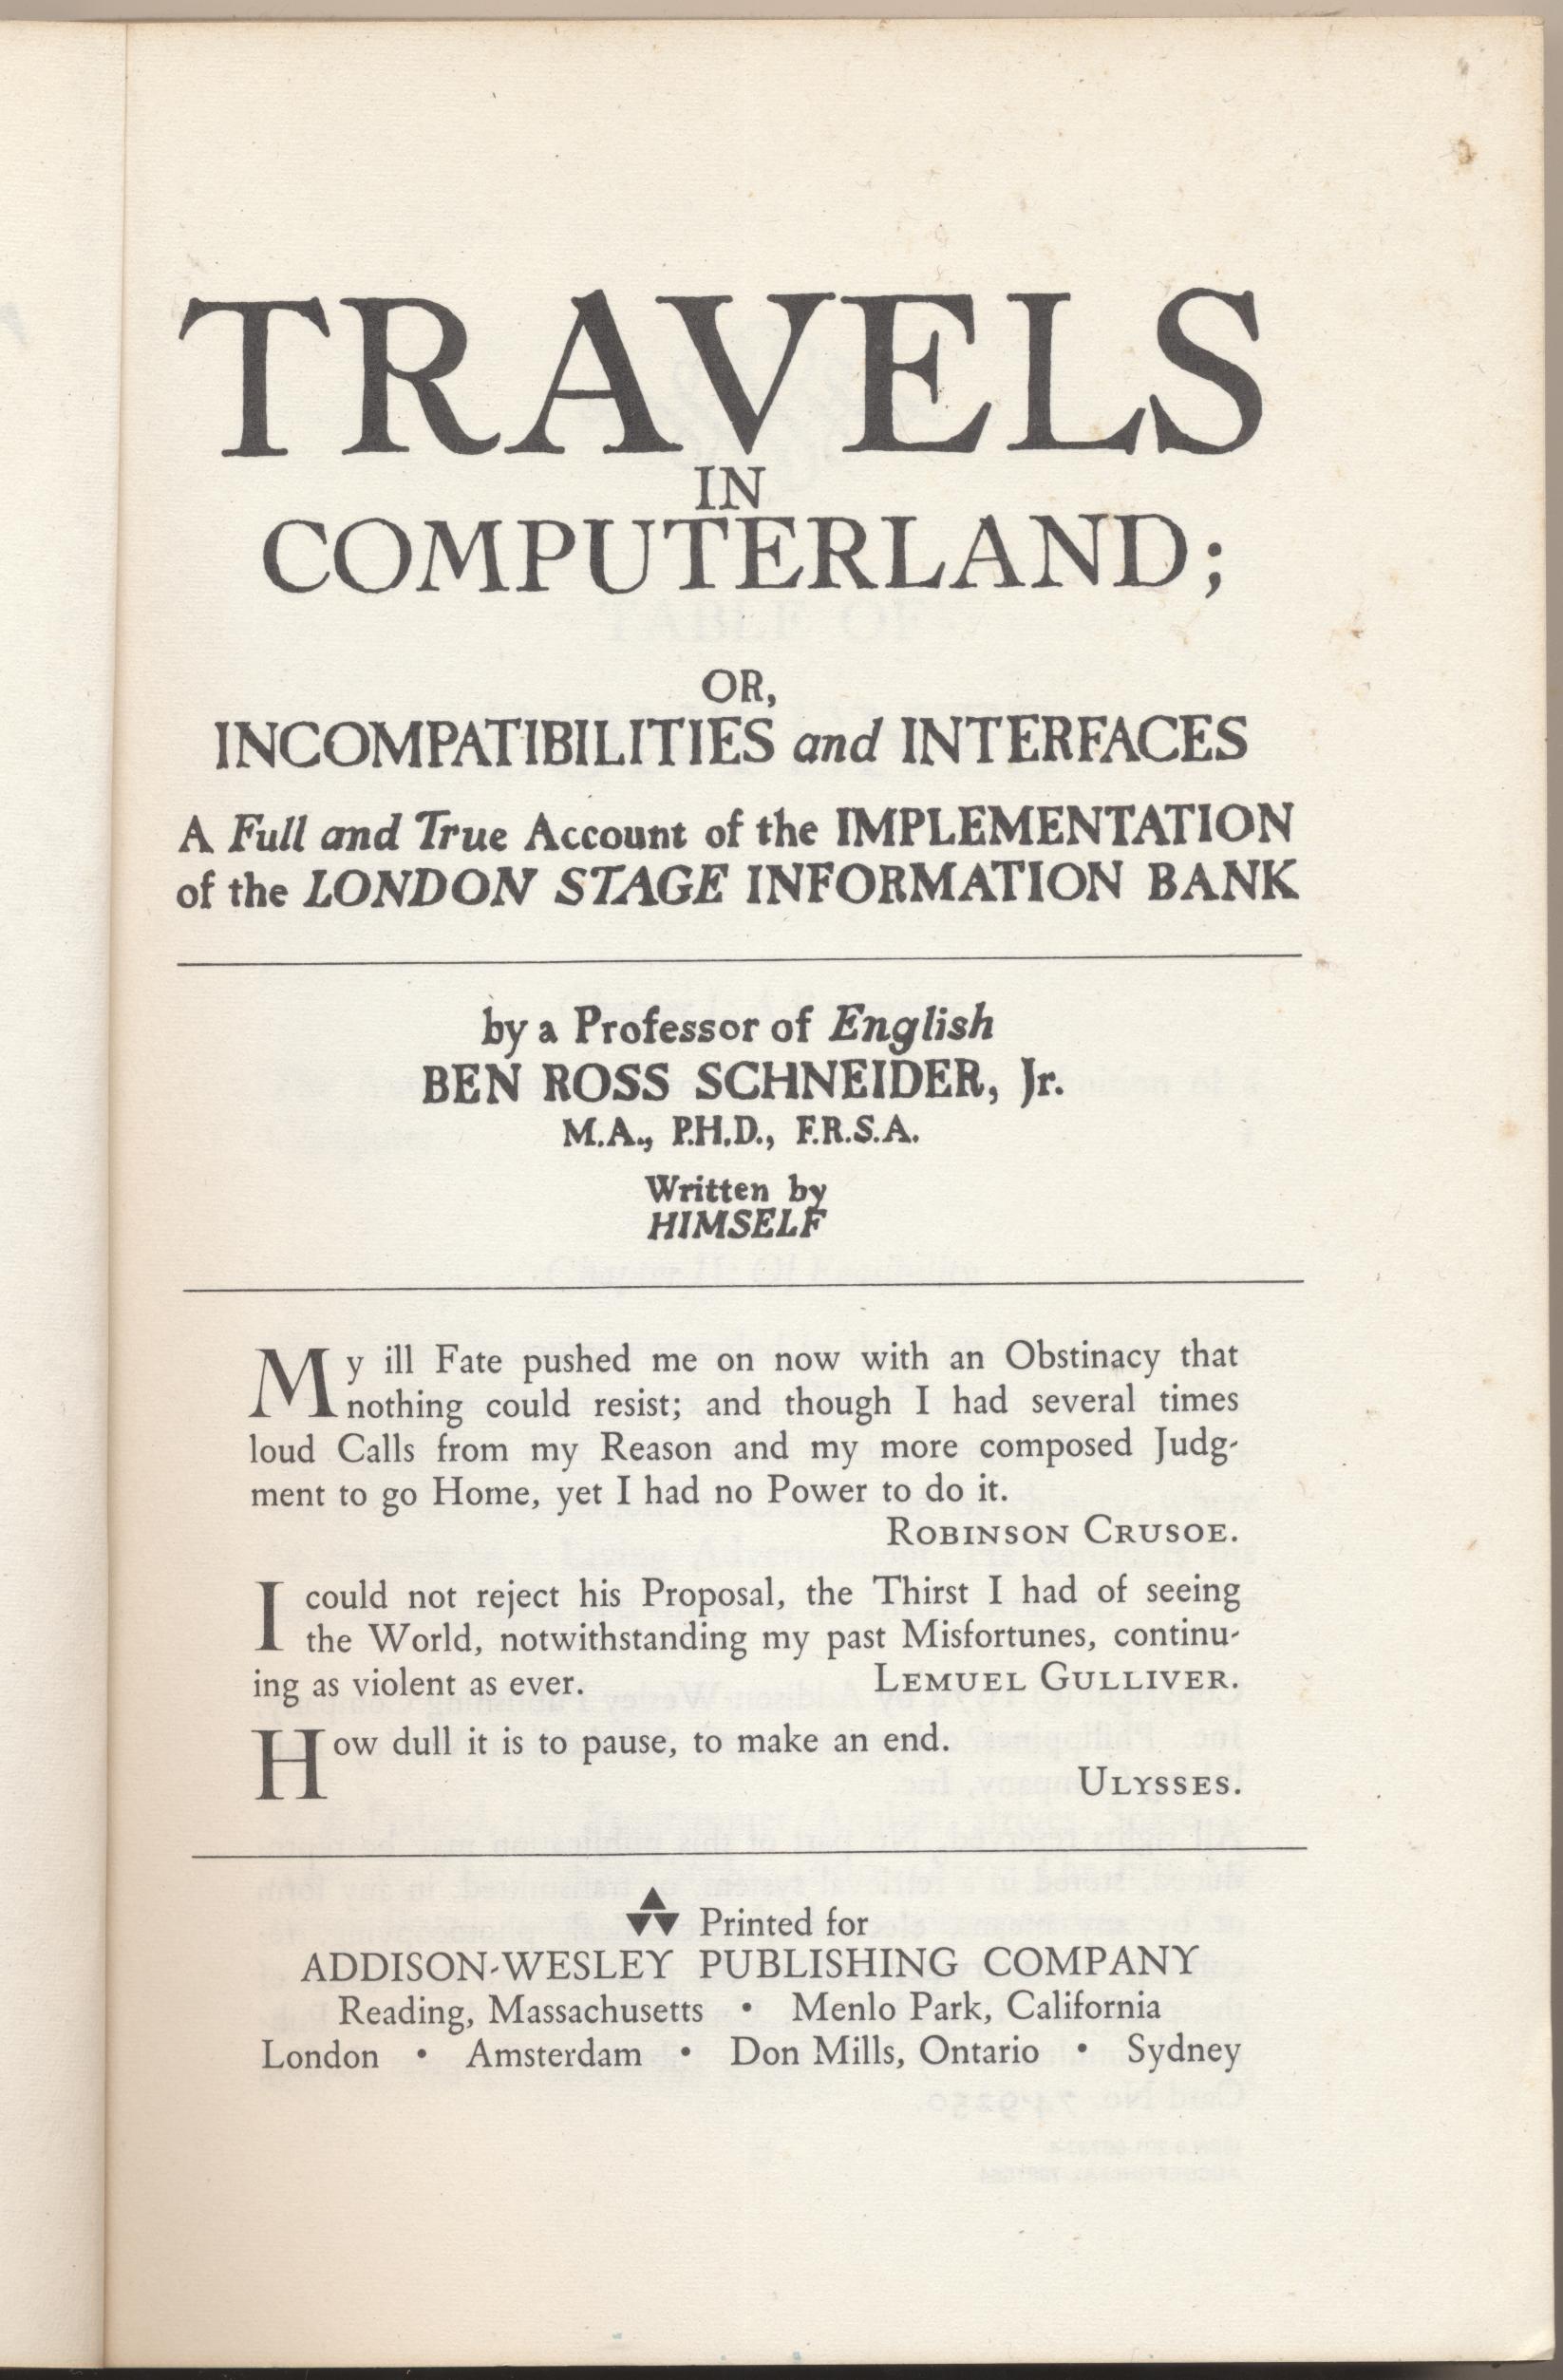 TRAVELS
IN
COMPUTERLAND;
OR,
INCOMPATIBILITIES and INTERFACES
A Full and True Account of the IMPLEMENTATION
of the LONDON STAGE INFORMATION BANK
by a Professor of English
BEN ROSS SCHNEIDER, Jr.
M.A., P.H.D., F.R.S.A.
Written by
HIMSELF
My ill Fate pushed me on now with an Obstinacy that
nothing could resist; and though I had several times
loud Calls from my Reason and my more composed Judg-
ment to go Home, yet I had no Power to do it.
ROBINSON CRUSOE.
I could not reject his Proposal, the Thirst I had of seeing
the World, notwithstanding my past Misfortunes, continu-
ing as violent as ever. LEMUEL GULLIVER.
How dull it is to pause, to make an end.
ULYSSES.
Printed for
ADDISON-WESLEY PUBLISHING COMPANY
Reading, Massachusetts • Menlo Park, California
London • Amsterdam • Don Mills, Ontario • Sydney